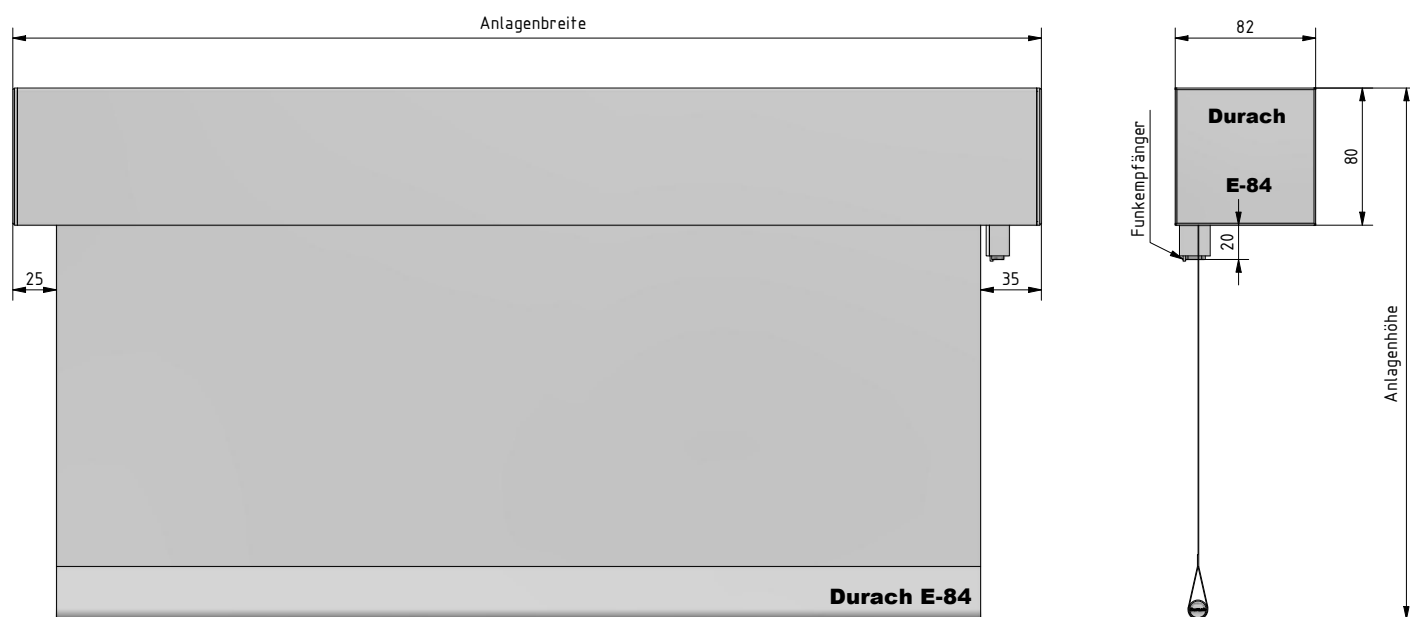 Anlagenbreite
82
Durach
E-84
Funkempfänger
80
20
25
35
Anlagenhöhe
Durach E-84